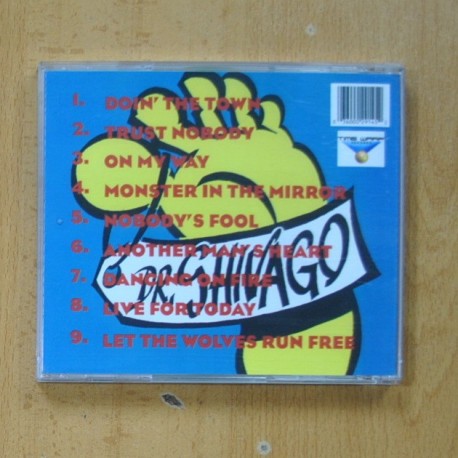 1. DOIN' THE TOWN
2. TRUST NOBODY
3. ON MY WAY
4. MONSTER IN THE MIRROR
5. NOBODY'S FOOL
6. ANOTHER MAN'S HEART
7. DANCING ON FIRE
8. LIVE FOR TODAY
9. LET THE WOLVES RUN FREE
DR. SHIVAGO